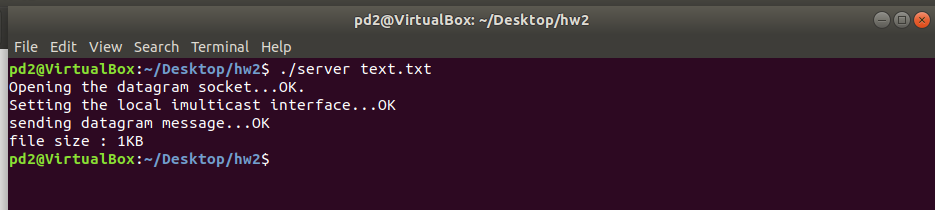 pd2@VirtualBox: ~/Desktop/hw2
File Edit View Search Terminal Help
pd2@VirtualBox:~/Desktop/hw2$ ./server text.txt
Opening the datagram socket...OK.
Setting the local imulticast interface...OK
sending datagram message...OK
file size : 1KB
pd2@VirtualBox:~/Desktop/hw2$